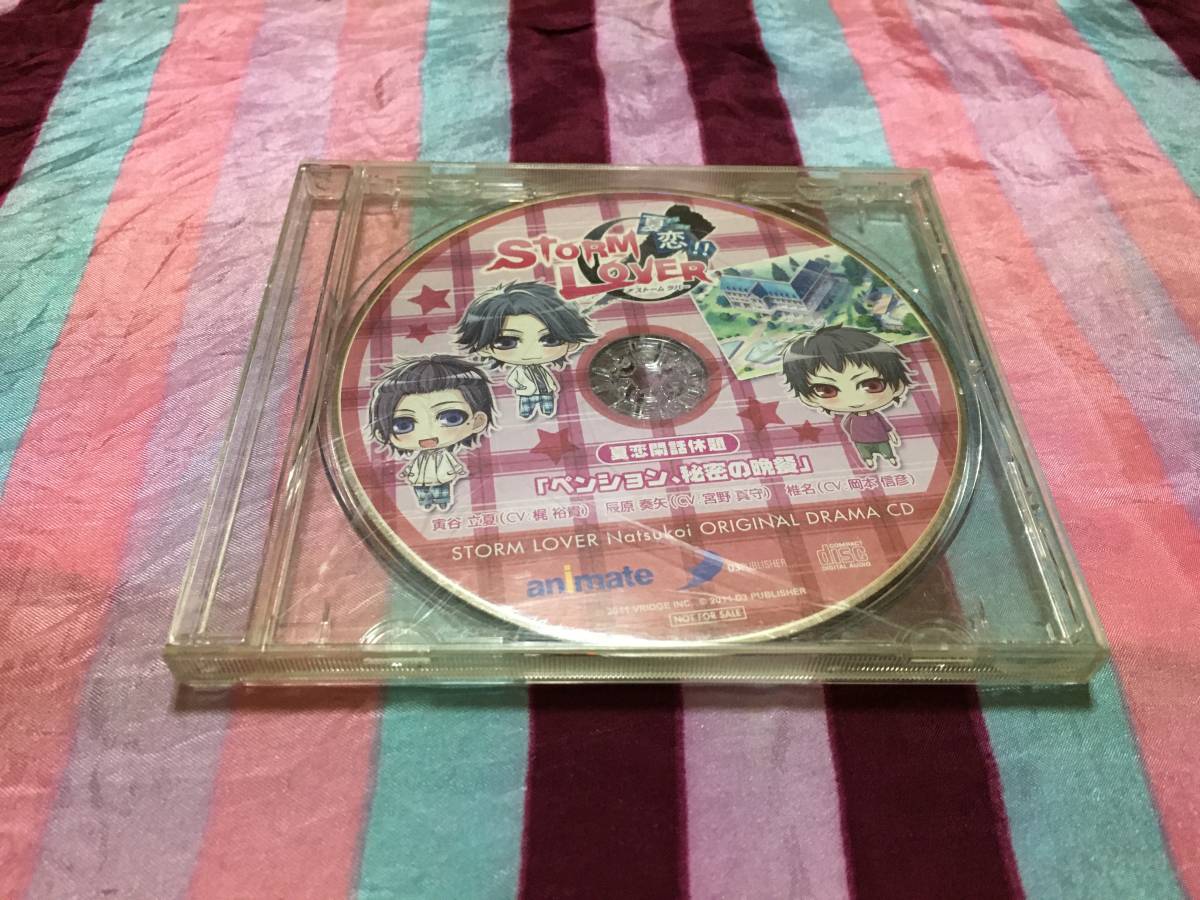 夏恋!!
STORM LOVER
ストーム ラバー
夏恋閑話休題
「ペンション、秘密の晩餐」
寅谷 立夏(CV:梶 裕貴) 辰原 奏矢(CV:宮野 真守) 椎名(CV:岡本 信彦)
STORM LOVER Natsukoi ORIGINAL DRAMA CD
animate D3PUBLISHER COMPACT disc DIGITAL AUDIO
© 2011 VRIDGE INC. © 2011 D3 PUBLISHER
NOT FOR SALE